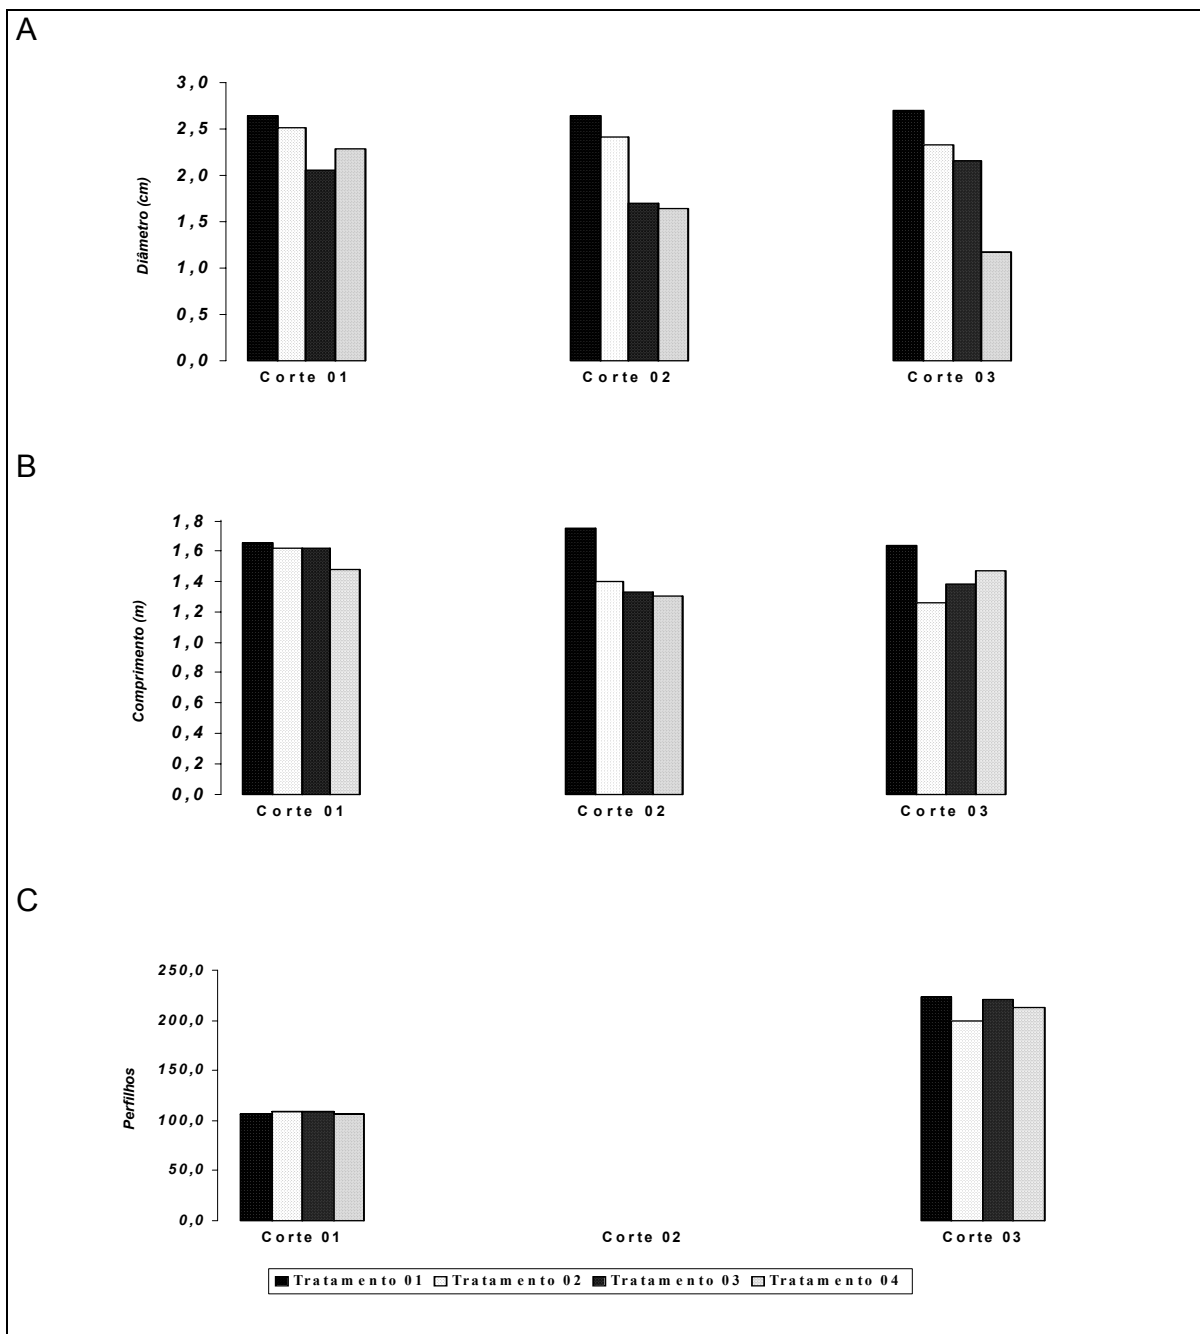 A
Diâmetro (cm)
3,0
2,5
2,0
1,5
1,0
0,5
0,0
Corte 01 Corte 02 Corte 03
B
Comprimento (m)
1,8
1,6
1,4
1,2
1,0
0,8
0,6
0,4
0,2
0,0
Corte 01 Corte 02 Corte 03
C
Perfilhos
250,0
200,0
150,0
100,0
50,0
0,0
Corte 01 Corte 02 Corte 03
Tratamento 01 Tratamento 02 Tratamento 03 Tratamento 04